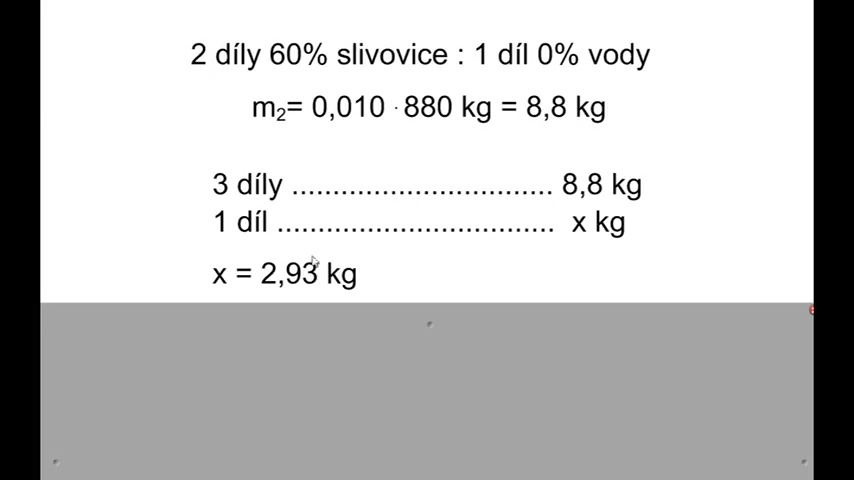 2 díly 60% slivovice : 1 díl 0% vody
m₂= 0,010 · 880 kg = 8,8 kg
3 díly ................................ 8,8 kg
1 díl .................................. x kg
x = 2,93 kg